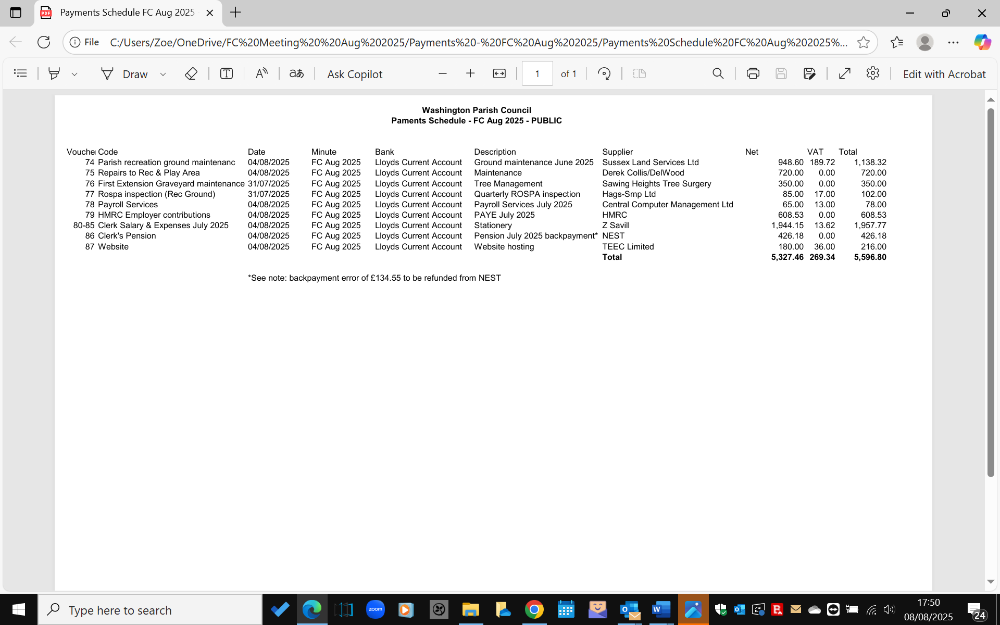 Payments Schedule FC Aug 2025
File C:/Users/Zoe/OneDrive/FC%20Meeting%20%20Aug%202025/Payments%20-%20FC%20Aug%202025/Payments%20Schedule%20FC%20Aug%202025%...
Draw Ask Copilot 1 of 1 Edit with Acrobat
Washington Parish Council
Paments Schedule - FC Aug 2025 - PUBLIC
Vouche Code Date Minute Bank Description Supplier Net VAT Total
74 Parish recreation ground maintenanc 04/08/2025 FC Aug 2025 Lloyds Current Account Ground maintenance June 2025 Sussex Land Services Ltd 948.60 189.72 1,138.32
75 Repairs to Rec & Play Area 04/08/2025 FC Aug 2025 Lloyds Current Account Maintenance Derek Collis/DelWood 720.00 0.00 720.00
76 First Extension Graveyard maintenance 31/07/2025 FC Aug 2025 Lloyds Current Account Tree Management Sawing Heights Tree Surgery 350.00 0.00 350.00
77 Rospa inspection (Rec Ground) 31/07/2025 FC Aug 2025 Lloyds Current Account Quarterly ROSPA inspection Hags-Smp Ltd 85.00 17.00 102.00
78 Payroll Services 04/08/2025 FC Aug 2025 Lloyds Current Account Payroll Services July 2025 Central Computer Management Ltd 65.00 13.00 78.00
79 HMRC Employer contributions 04/08/2025 FC Aug 2025 Lloyds Current Account PAYE July 2025 HMRC 608.53 0.00 608.53
80-85 Clerk Salary & Expenses July 2025 04/08/2025 FC Aug 2025 Lloyds Current Account Stationery Z Savill 1,944.15 13.62 1,957.77
86 Clerk's Pension 04/08/2025 FC Aug 2025 Lloyds Current Account Pension July 2025 backpayment* NEST 426.18 0.00 426.18
87 Website 04/08/2025 FC Aug 2025 Lloyds Current Account Website hosting TEEC Limited 180.00 36.00 216.00
Total 5,327.46 269.34 5,596.80
*See note: backpayment error of £134.55 to be refunded from NEST
Type here to search
zoom
17:50
08/08/2025
24